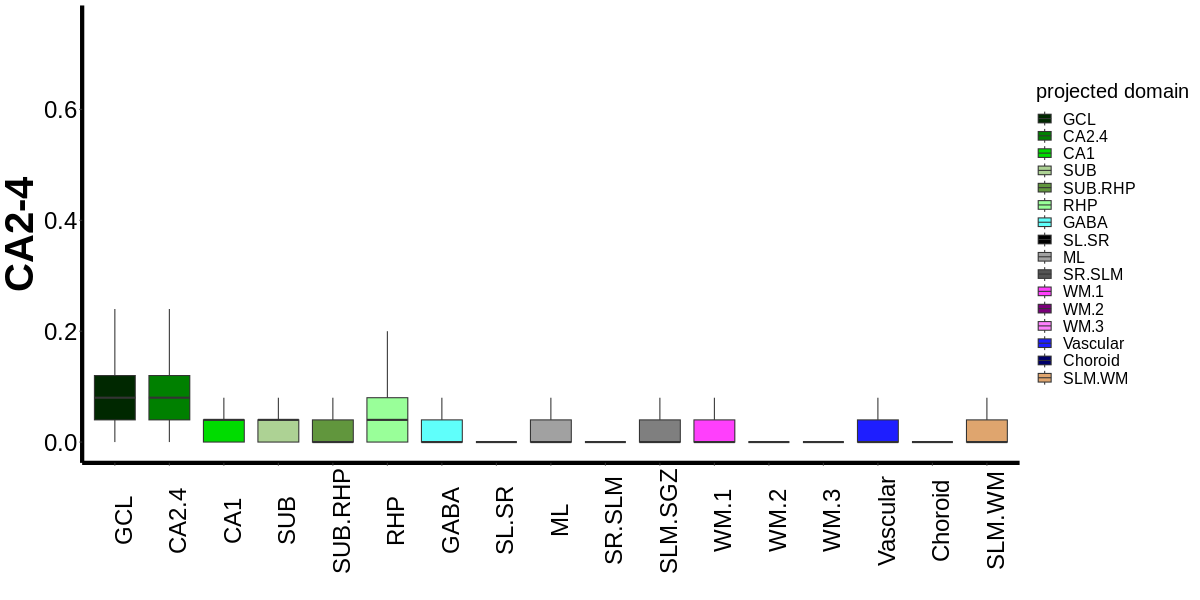 CA2-4
0.6
0.4
0.2
0.0
GCL
CA2.4
CA1
SUB
SUB.RHP
RHP
GABA
SL.SR
ML
SR.SLM
SLM.SGZ
WM.1
WM.2
WM.3
Vascular
Choroid
SLM.WM
projected domain
GCL
CA2.4
CA1
SUB
SUB.RHP
RHP
GABA
SL.SR
ML
SR.SLM
WM.1
WM.2
WM.3
Vascular
Choroid
SLM.WM